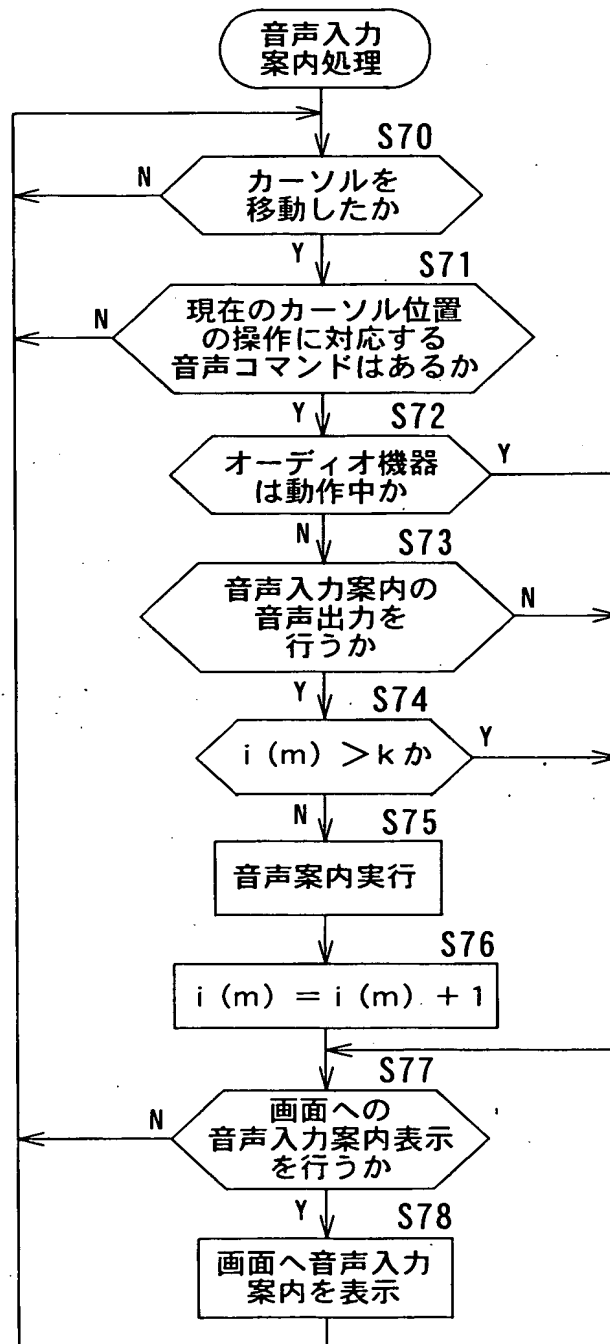 音声入力
案内処理
S70
カーソルを
移動したか
N
Y
S71
現在のカーソル位置
の操作に対応する
音声コマンドはあるか
N
Y
S72
オーディオ機器
は動作中か
Y
N
S73
音声入力案内の
音声出力を
行うか
N
Y
S74
i(m)＞kか
Y
N
S75
音声案内実行
S76
i(m)＝i(m)＋1
S77
画面への
音声入力案内表示
を行うか
N
Y
S78
画面へ音声入力
案内を表示